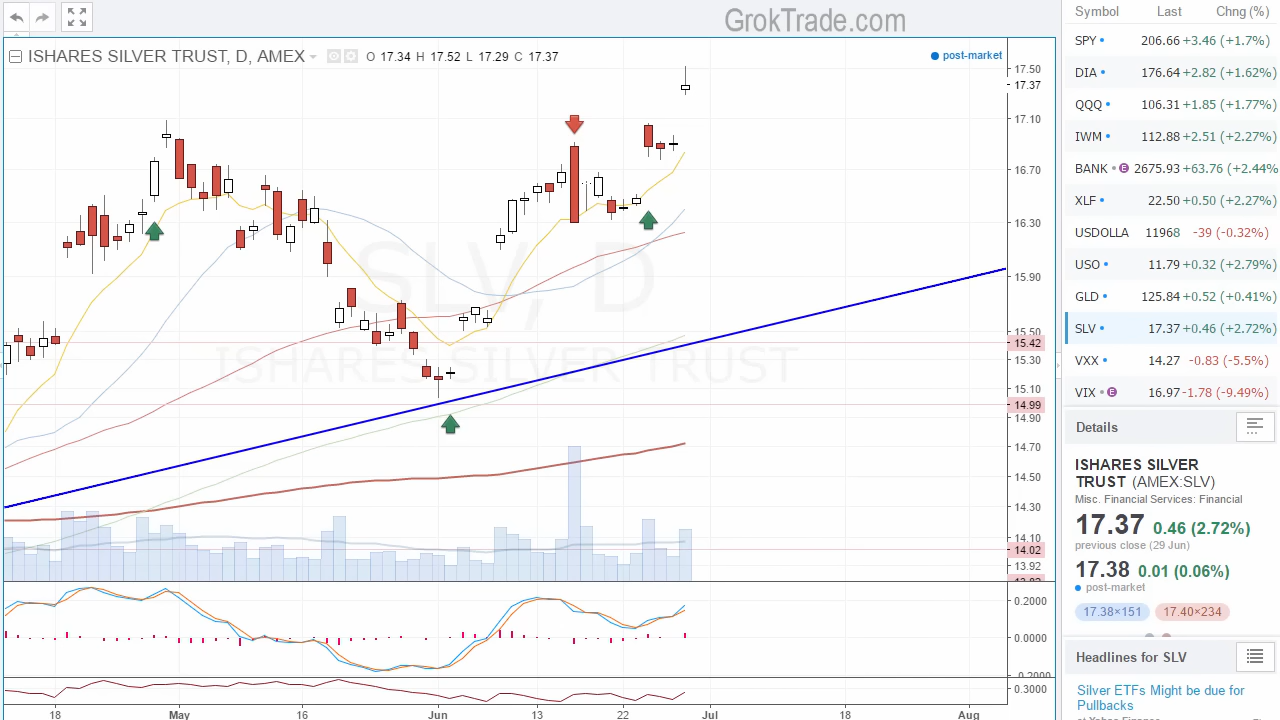 GrokTrade.com
ISHARES SILVER TRUST, D, AMEX O 17.34 H 17.52 L 17.29 C 17.37
post-market
SLV, D
ISHARES SILVER TRUST
17.50
17.37
17.10
16.70
16.30
15.90
15.50
15.42
15.30
15.10
14.99
14.90
14.70
14.50
14.30
14.10
14.02
13.92
0.2000
0.0000
0.3000
18 May 16 Jun 13 22 Jul 18 Aug
Symbol Last Chng (%)
SPY 206.66 +3.46 (+1.7%)
DIA 176.64 +2.82 (+1.62%)
QQQ 106.31 +1.85 (+1.77%)
IWM 112.88 +2.51 (+2.27%)
BANK E 2675.93 +63.76 (+2.44%
XLF 22.50 +0.50 (+2.27%)
USDOLLA 11968 -39 (-0.32%)
USO 11.79 +0.32 (+2.79%)
GLD 125.84 +0.52 (+0.41%)
SLV 17.37 +0.46 (+2.72%)
VXX 14.27 -0.83 (-5.5%)
VIX E 16.97 -1.78 (-9.49%)
Details
ISHARES SILVER
TRUST (AMEX:SLV)
Misc. Financial Services: Financial
17.37 0.46 (2.72%)
previous close (29 Jun)
17.38 0.01 (0.06%)
post-market
17.38×151 17.40×234
Headlines for SLV
Silver ETFs Might be due for
Pullbacks